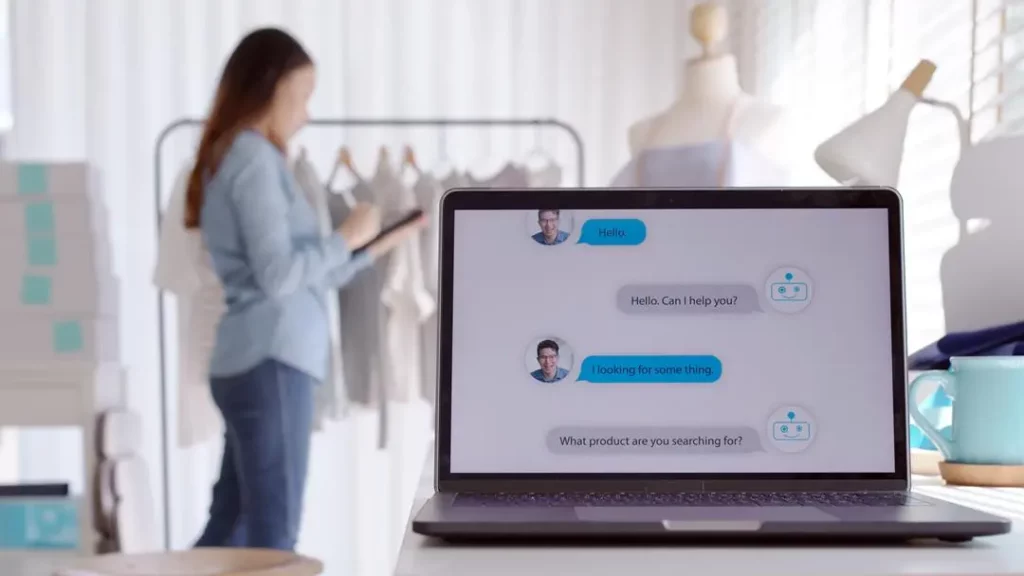 Hello.
Hello. Can I help you?
I looking for some thing.
What product are you searching for?